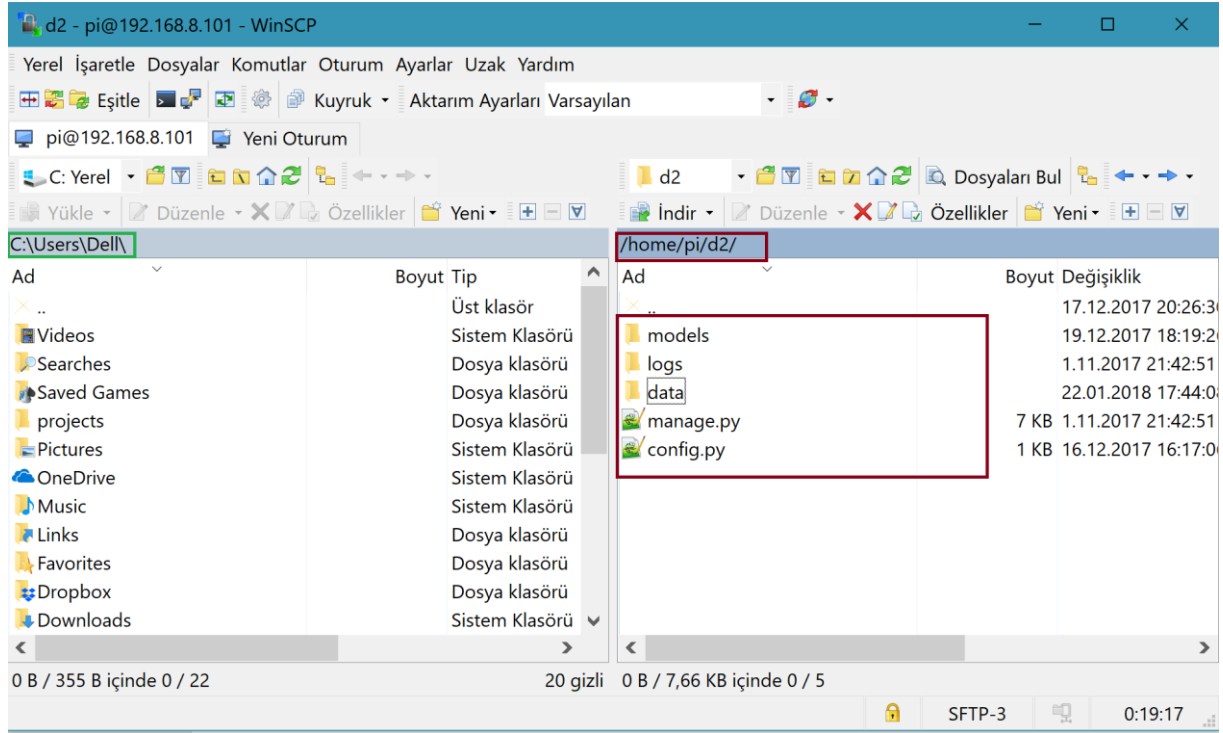 d2 - pi@192.168.8.101 - WinSCP
Yerel İşaretle Dosyalar Komutlar Oturum Ayarlar Uzak Yardım
Eşitle Kuyruk Aktarım Ayarları Varsayılan
pi@192.168.8.101 Yeni Oturum
C: Yerel d2 Dosyaları Bul
Yükle Düzenle Özellikler Yeni İndir Düzenle Özellikler Yeni
C:\Users\Dell\
Ad Boyut Tip
.. Üst klasör
Videos Sistem Klasörü
Searches Dosya klasörü
Saved Games Dosya klasörü
projects Dosya klasörü
Pictures Sistem Klasörü
OneDrive Sistem Klasörü
Music Sistem Klasörü
Links Dosya klasörü
Favorites Dosya klasörü
Dropbox Dosya klasörü
Downloads Sistem Klasörü
0 B / 355 B içinde 0 / 22 20 gizli
/home/pi/d2/
Ad Boyut Değişiklik
.. 17.12.2017 20:26:3
models 19.12.2017 18:19:2
logs 1.11.2017 21:42:51
data 22.01.2018 17:44:0
manage.py 7 KB 1.11.2017 21:42:51
config.py 1 KB 16.12.2017 16:17:0
0 B / 7,66 KB içinde 0 / 5
SFTP-3 0:19:17